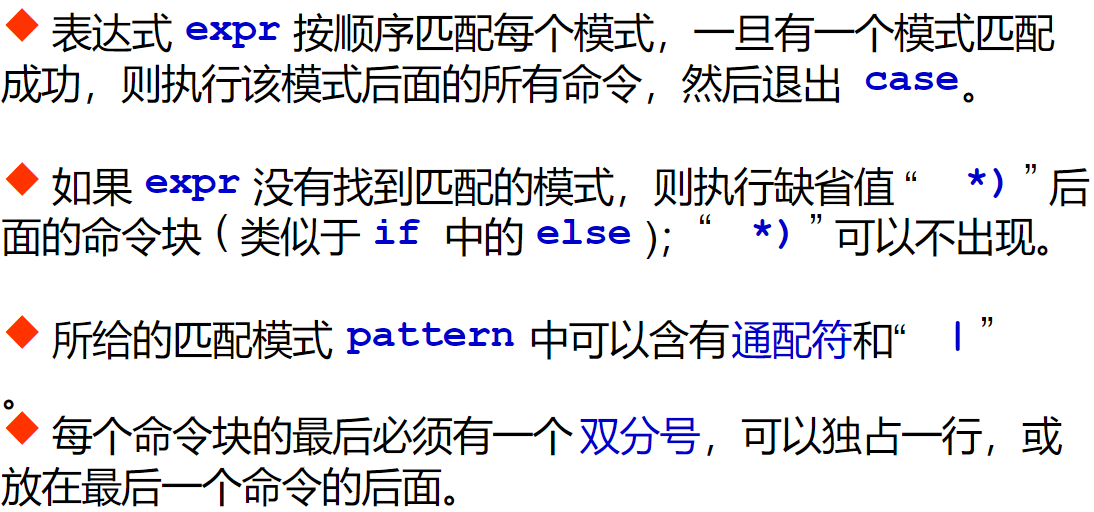 ◆ 表达式 expr 按顺序匹配每个模式，一旦有一个模式匹配
成功，则执行该模式后面的所有命令，然后退出 case。
◆ 如果 expr 没有找到匹配的模式，则执行缺省值 “ *) ” 后
面的命令块 ( 类似于 if 中的 else )；“ *) ” 可以不出现。
◆ 所给的匹配模式 pattern 中可以含有通配符和“ | ”
。
◆ 每个命令块的最后必须有一个 双分号，可以独占一行，或
放在最后一个命令的后面。